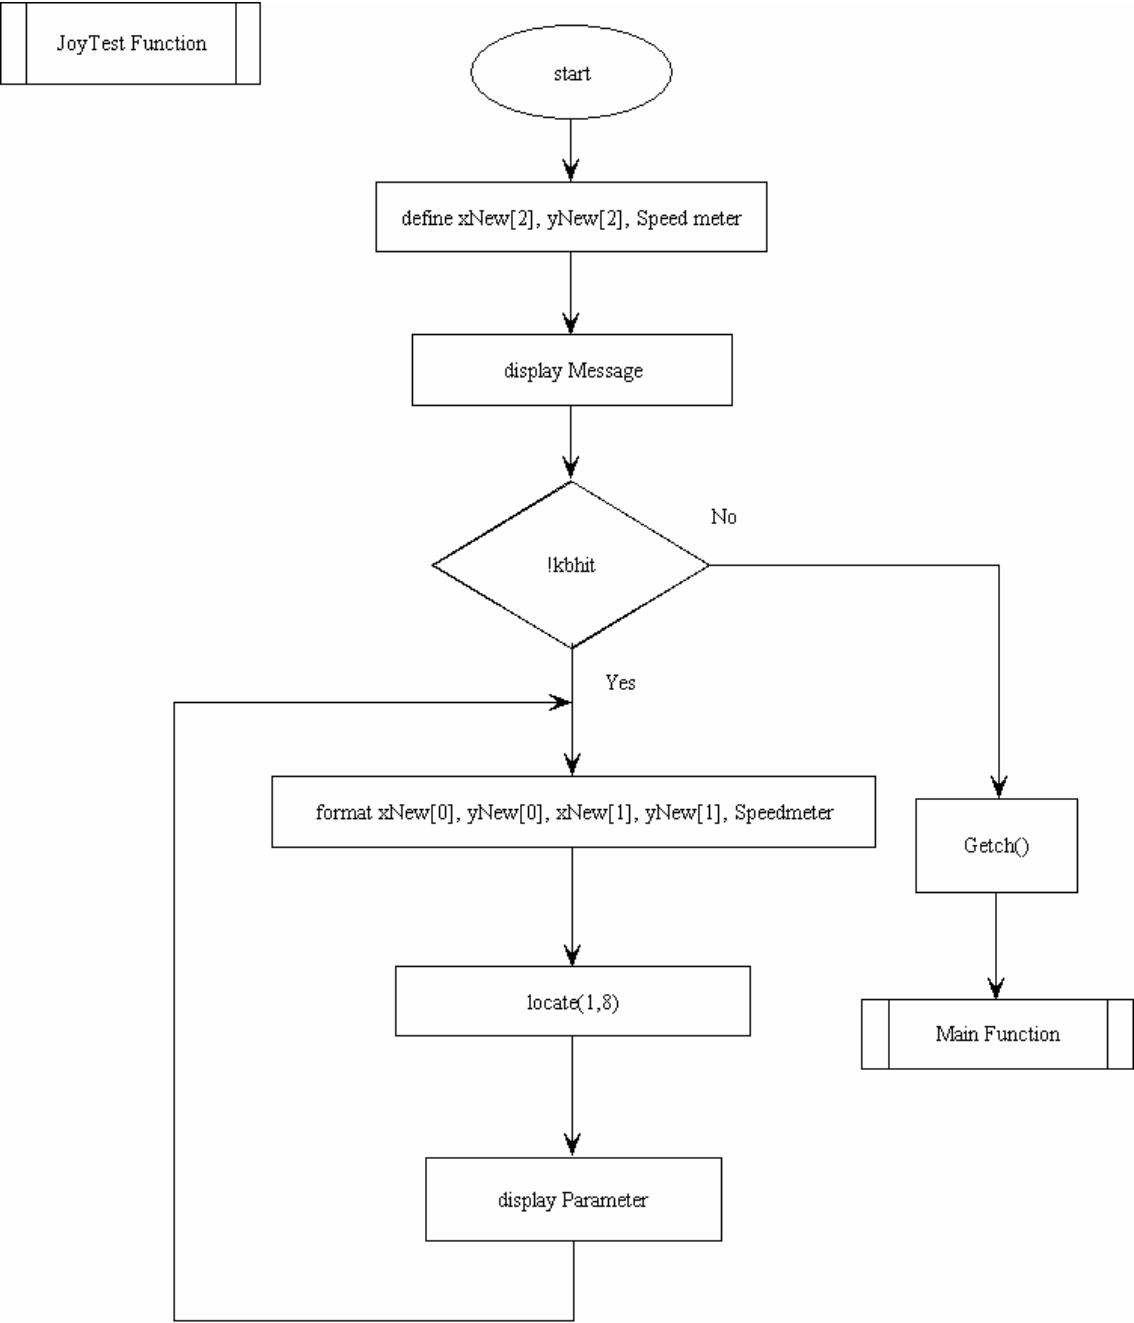 JoyTest Function
start
define xNew[2], yNew[2], Speed meter
display Message
No
!kbhit
Yes
format xNew[0], yNew[0], xNew[1], yNew[1], Speedmeter
Getch()
locate(1,8)
Main Function
display Parameter